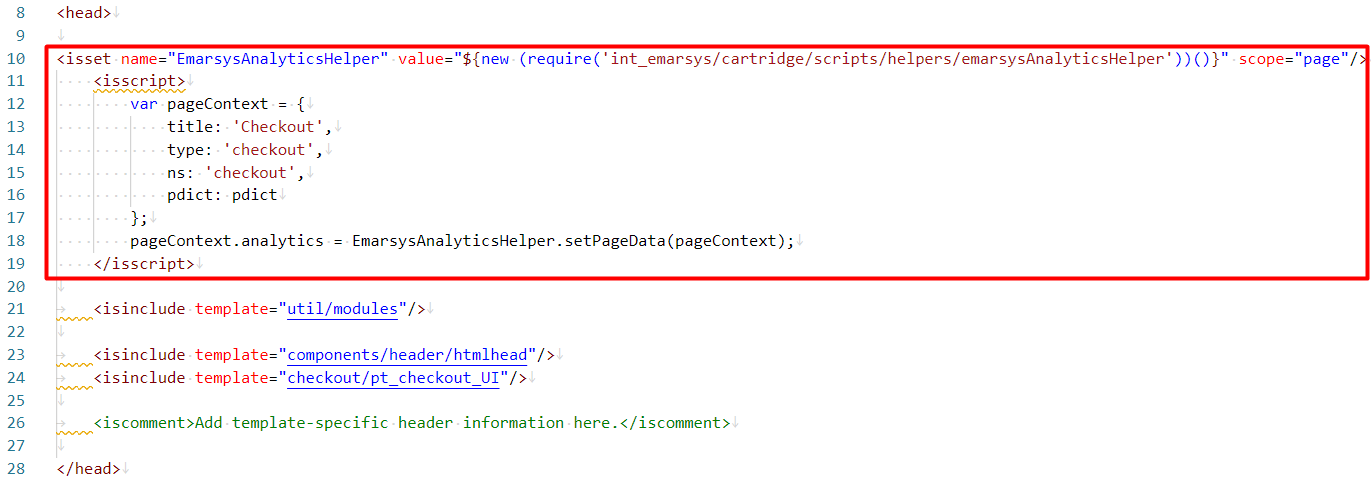 8 <head>
9
10 <isset name="EmarsysAnalyticsHelper" value="${new (require('int_emarsys/cartridge/scripts/helpers/emarsysAnalyticsHelper'))()}" scope="page"/>
11     <isscript>
12         var pageContext = {
13             title: 'Checkout',
14             type: 'checkout',
15             ns: 'checkout',
16             pdict: pdict
17         };
18         pageContext.analytics = EmarsysAnalyticsHelper.setPageData(pageContext);
19     </isscript>
20
21     <isinclude template="util/modules"/>
22
23     <isinclude template="components/header/htmlhead"/>
24     <isinclude template="checkout/pt_checkout_UI"/>
25
26     <iscomment>Add template-specific header information here.</iscomment>
27
28 </head>